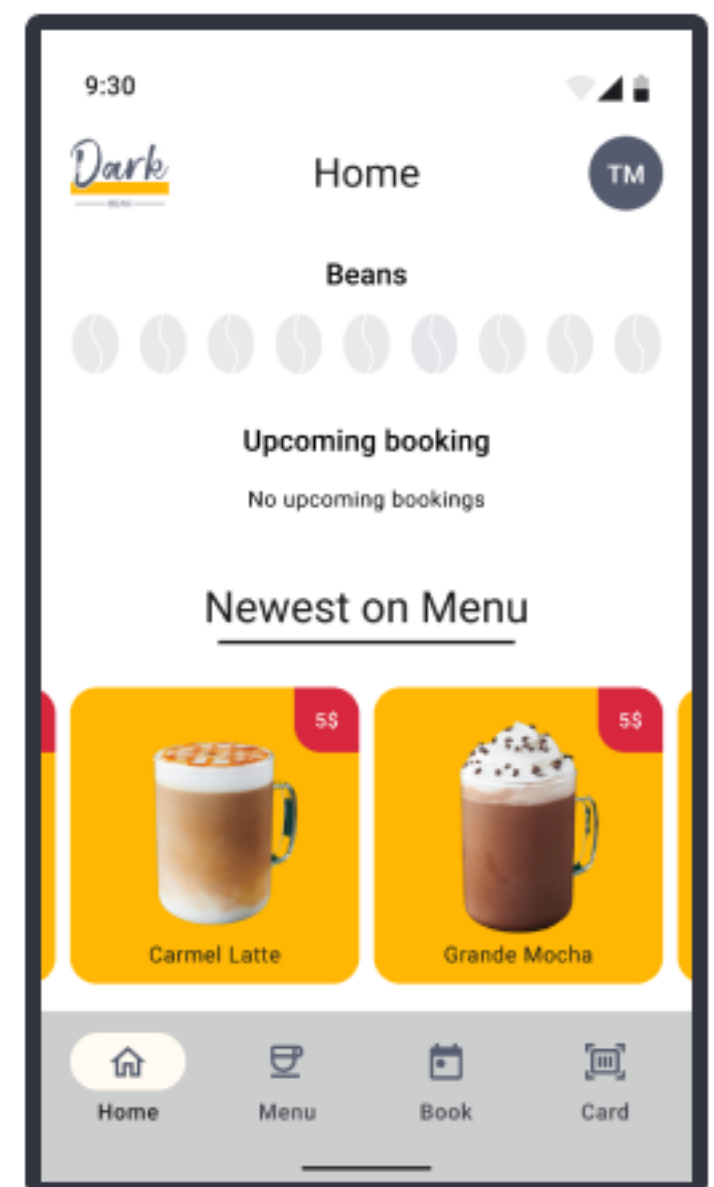 9:30
Dark
Home
TM
Beans
Upcoming booking
No upcoming bookings
Newest on Menu
5$
5$
Carmel Latte
Grande Mocha
Home
Menu
Book
Card